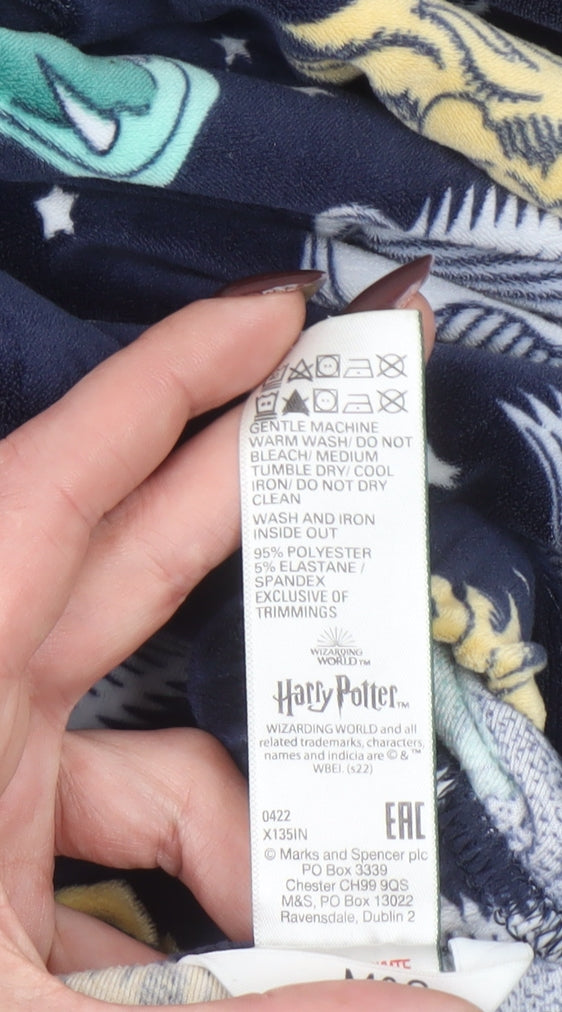 GENTLE MACHINE
WARM WASH/ DO NOT
BLEACH/ MEDIUM
TUMBLE DRY/ COOL
IRON/ DO NOT DRY
CLEAN
WASH AND IRON
INSIDE OUT
95% POLYESTER
5% ELASTANE /
SPANDEX
EXCLUSIVE OF
TRIMMINGS
WIZARDING
WORLD™
Harry Potter™
WIZARDING WORLD and all
related trademarks, characters,
names and indicia are © & ™
WBEI. (s22)
0422
X135IN
EAC
© Marks and Spencer plc
PO Box 3339
Chester CH99 9QS
M&S, PO Box 13022
Ravensdale, Dublin 2
M&S